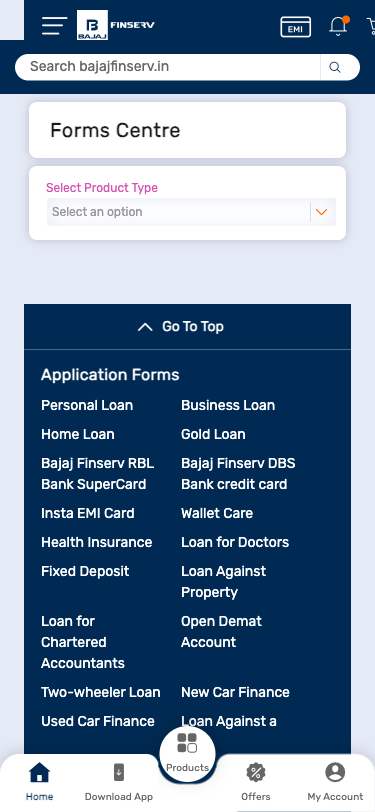 B
BAJAJ
FINSERV
EMI
Search bajajfinserv.in
Forms Centre
Select Product Type
Select an option
Go To Top
Application Forms
Personal Loan
Business Loan
Home Loan
Gold Loan
Bajaj Finserv RBL
Bank SuperCard
Bajaj Finserv DBS
Bank credit card
Insta EMI Card
Wallet Care
Health Insurance
Loan for Doctors
Fixed Deposit
Loan Against
Property
Loan for
Chartered
Accountants
Open Demat
Account
Two-wheeler Loan
New Car Finance
Used Car Finance
Loan Against a
Home
Download App
Products
Offers
My Account